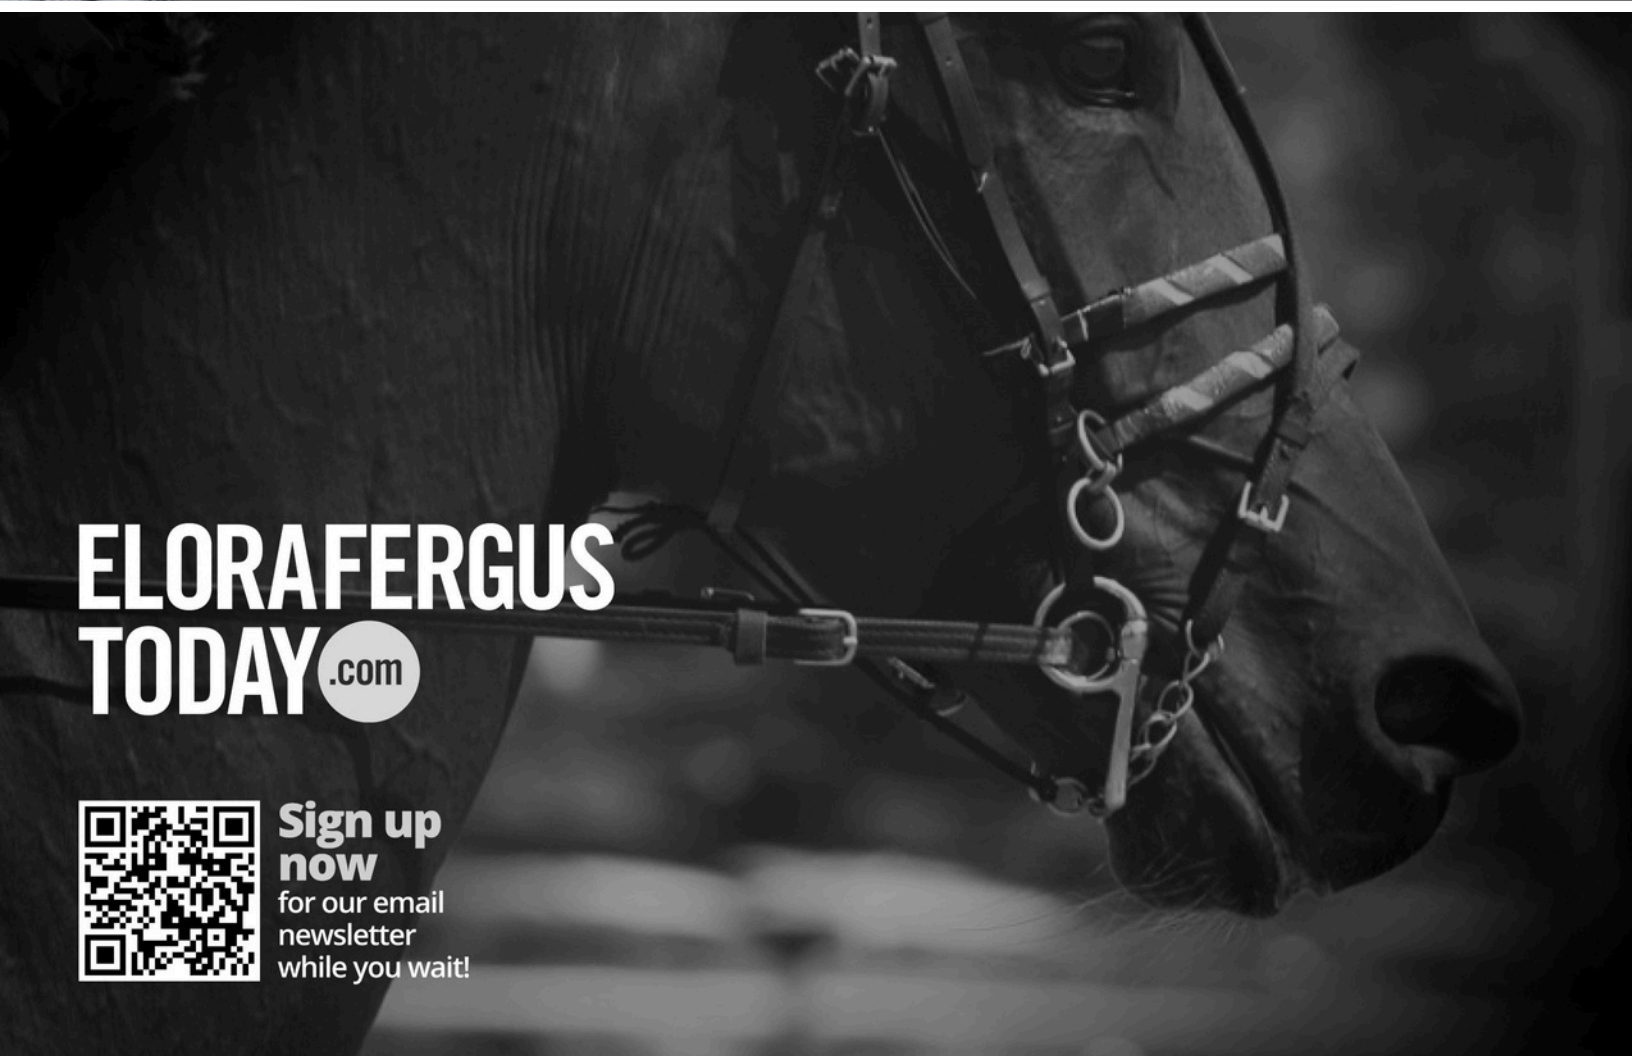 ELORAFERGUS
TODAY.com
Sign up
now
for our email
newsletter
while you wait!